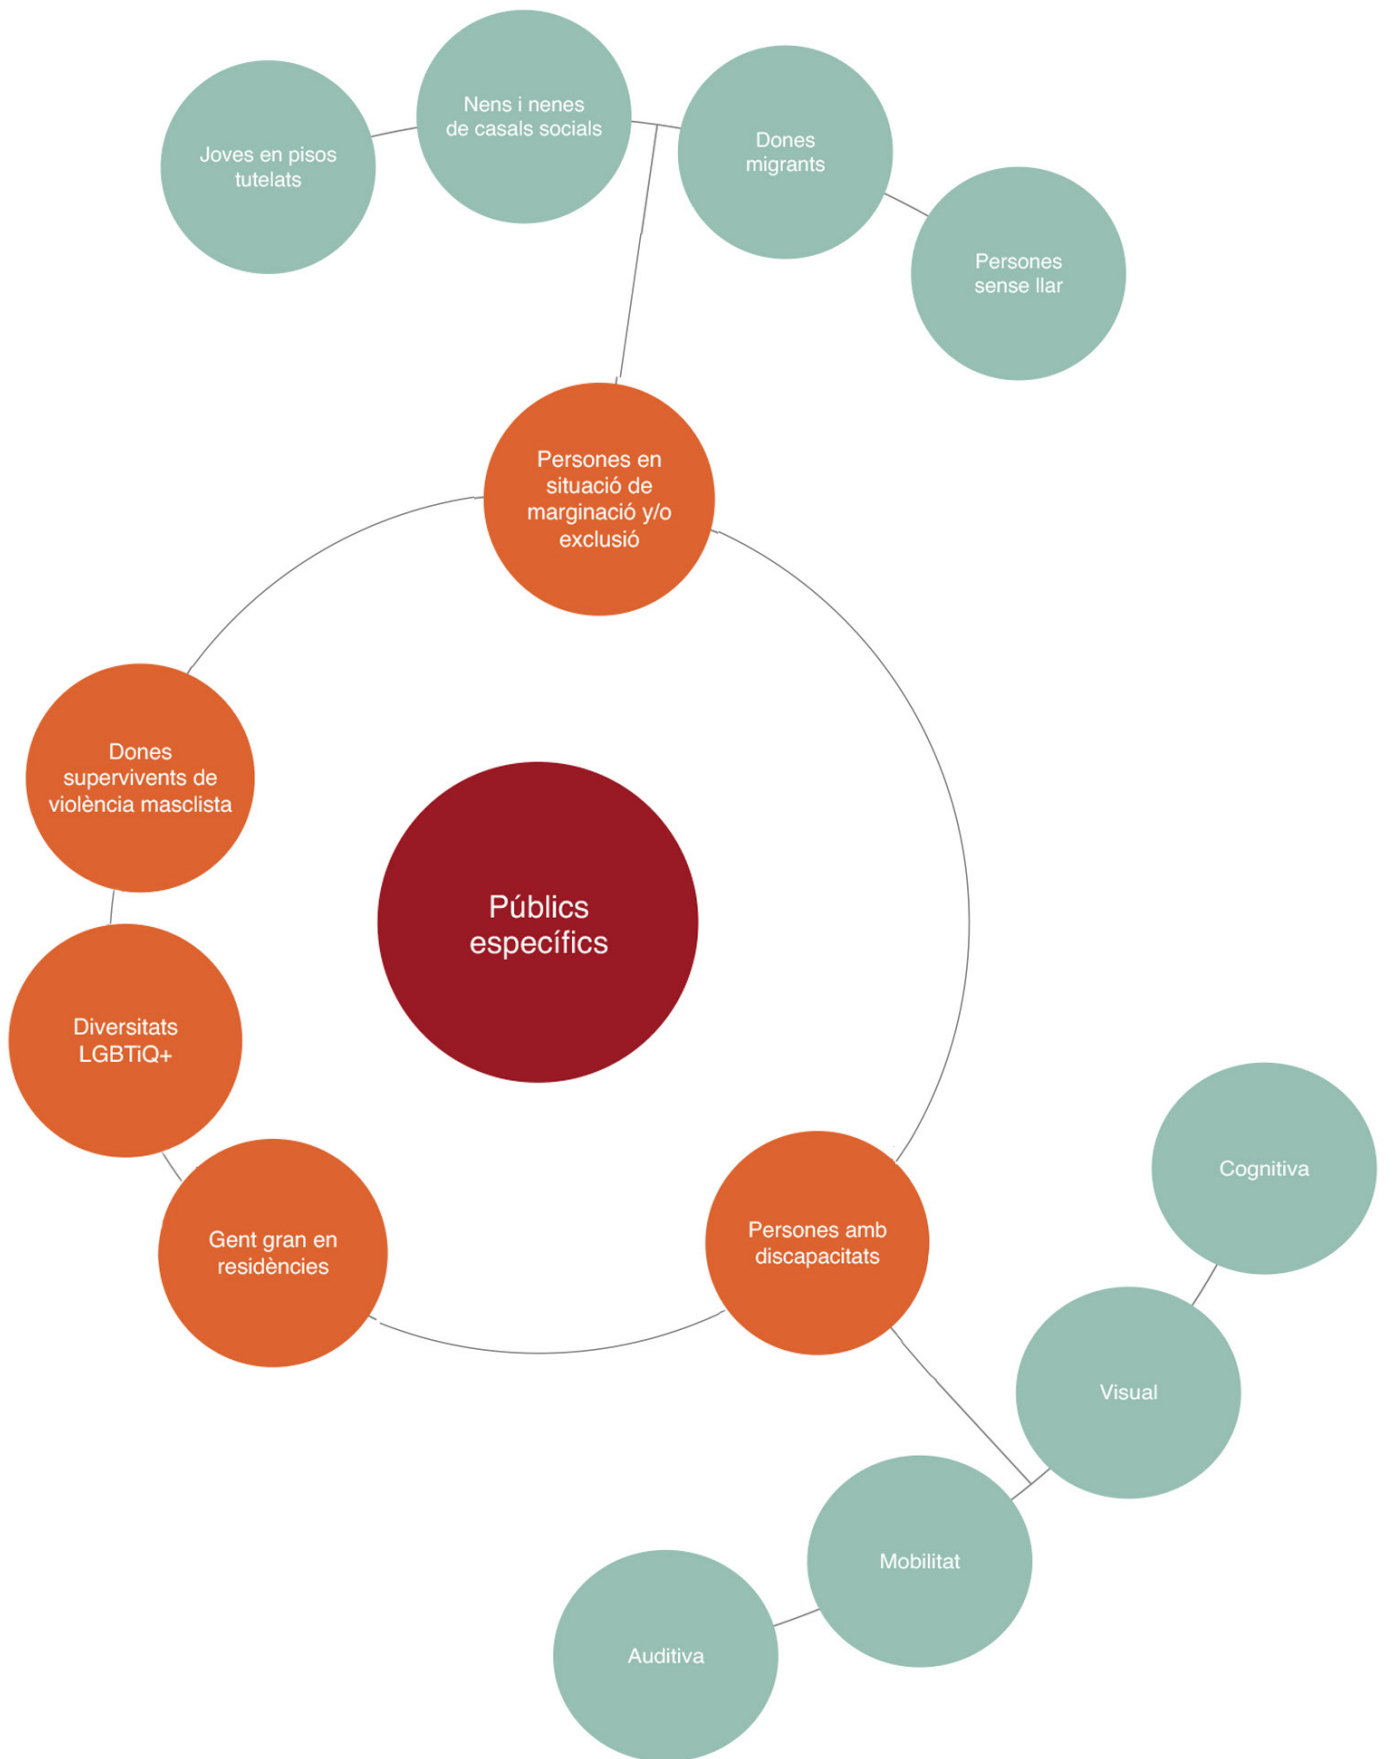 Nens i nenes
de casals socials
Joves en pisos
tutelats
Dones
migrants
Persones
sense llar
Persones en
situació de
marginació y/o
exclusió
Dones
supervivents de
violència masclista
Públics
específics
Diversitats
LGBTiQ+
Gent gran en
residències
Persones amb
discapacitats
Cognitiva
Visual
Mobilitat
Auditiva